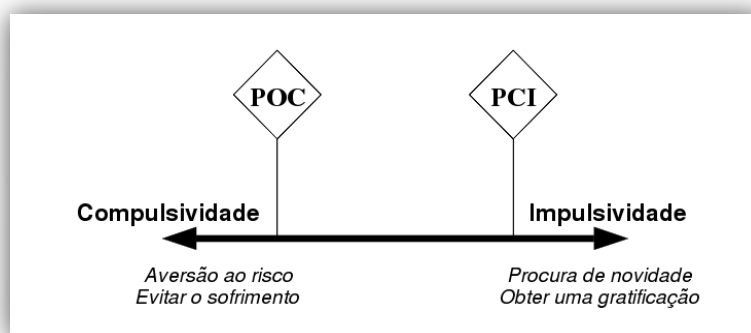 POC
PCI
Compulsividade
Impulsividade
Aversão ao risco
Evitar o sofrimento
Procura de novidade
Obter uma gratificação